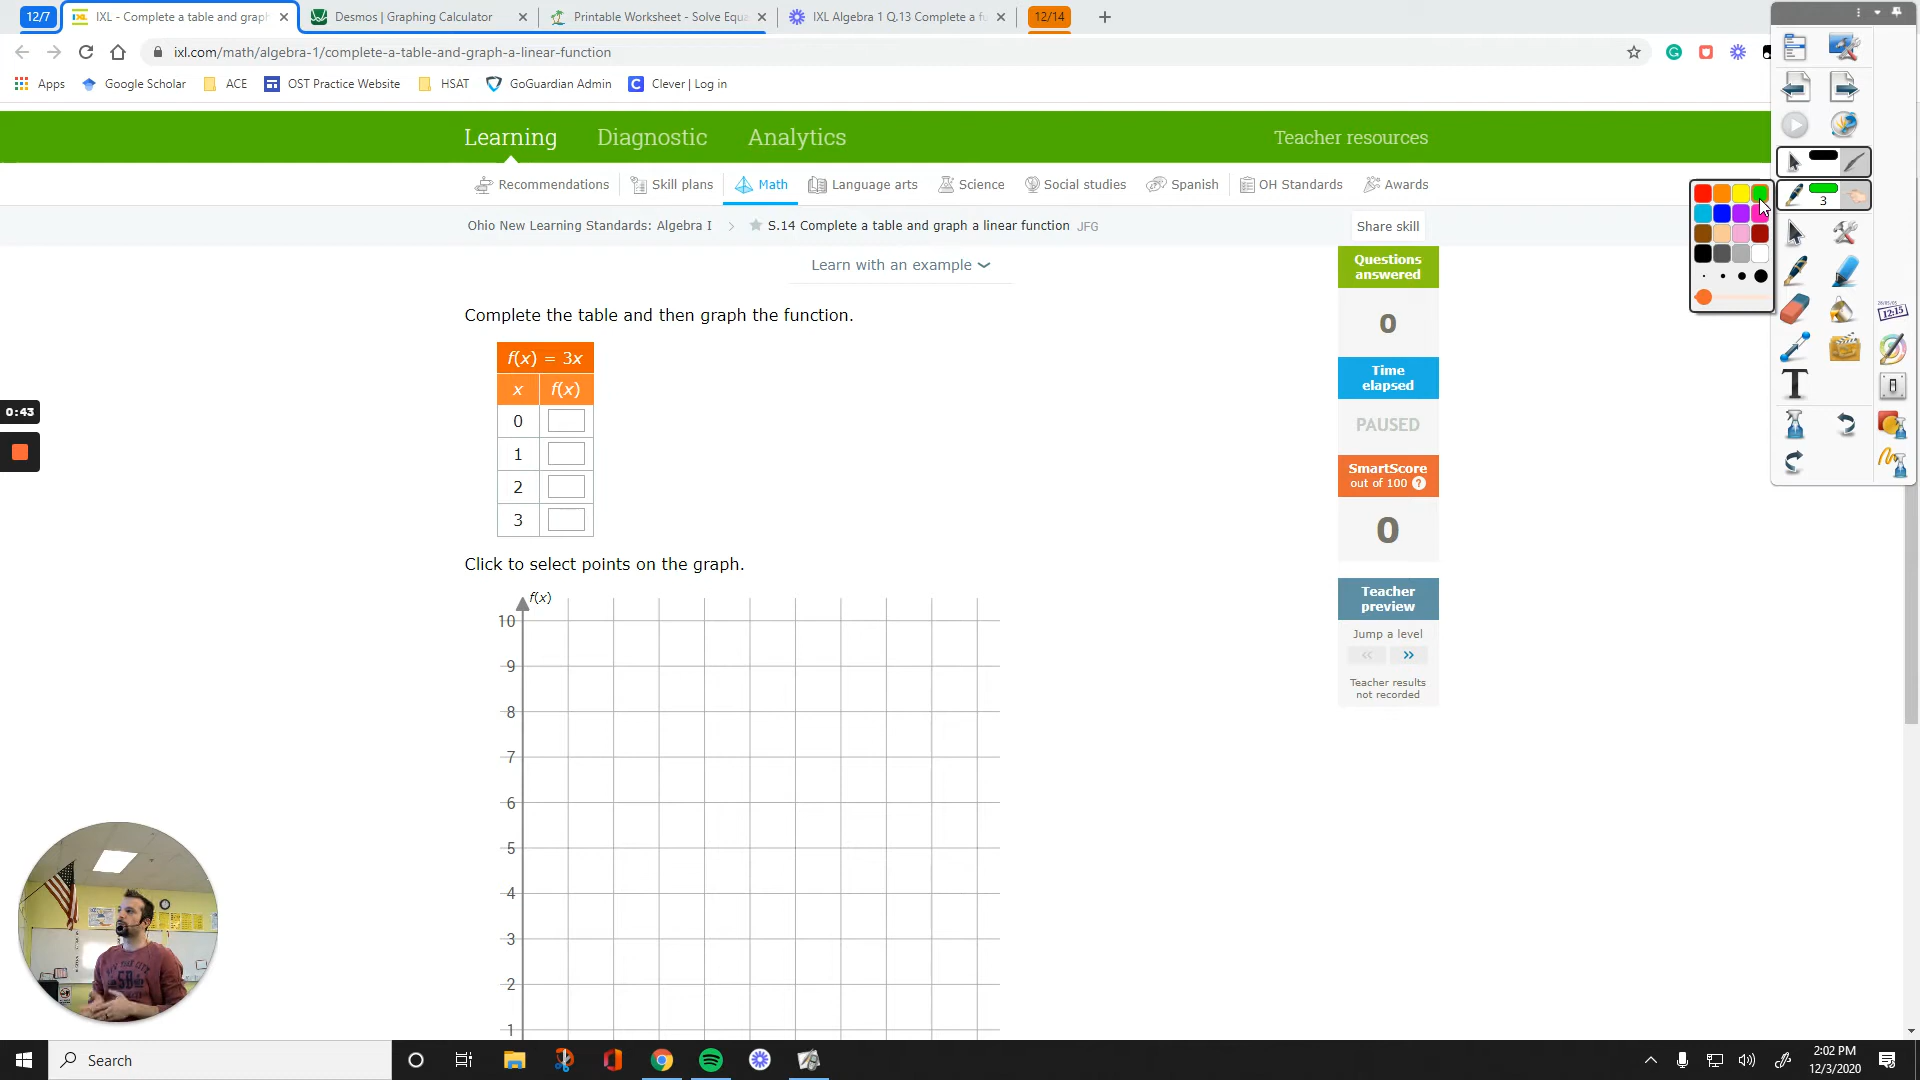 12/7
IXL - Complete a table and graph
Desmos | Graphing Calculator
Printable Worksheet - Solve Equa
IXL Algebra 1 Q.13 Complete a fu
12/14
ixl.com/math/algebra-1/complete-a-table-and-graph-a-linear-function
Apps
Google Scholar
ACE
OST Practice Website
HSAT
GoGuardian Admin
Clever | Log in
Learning
Diagnostic
Analytics
Teacher resources
Recommendations
Skill plans
Math
Language arts
Science
Social studies
Spanish
OH Standards
Awards
Ohio New Learning Standards: Algebra I
S.14 Complete a table and graph a linear function JFG
Share skill
Learn with an example
Complete the table and then graph the function.
f(x) = 3x
x f(x)
0
1
2
3
Click to select points on the graph.
f(x)
10
9
8
7
6
5
4
3
2
1
Questions
answered
0
Time
elapsed
PAUSED
SmartScore
out of 100 ?
0
Teacher
preview
Jump a level
<< >>
Teacher results
not recorded
0:43
3
12:15
T
Search
2:02 PM
12/3/2020